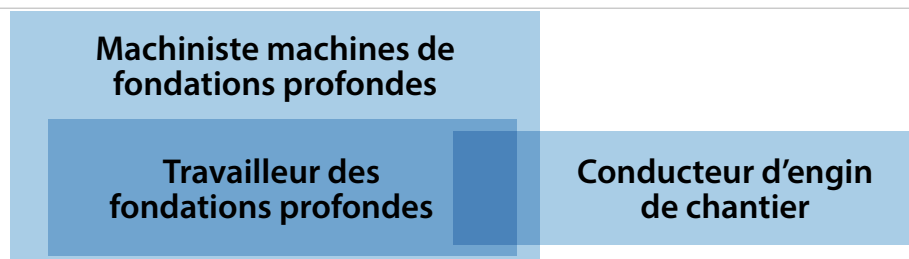 Machiniste machines de
fondations profondes
Travailleur des
fondations profondes
Conducteur d’engin
de chantier